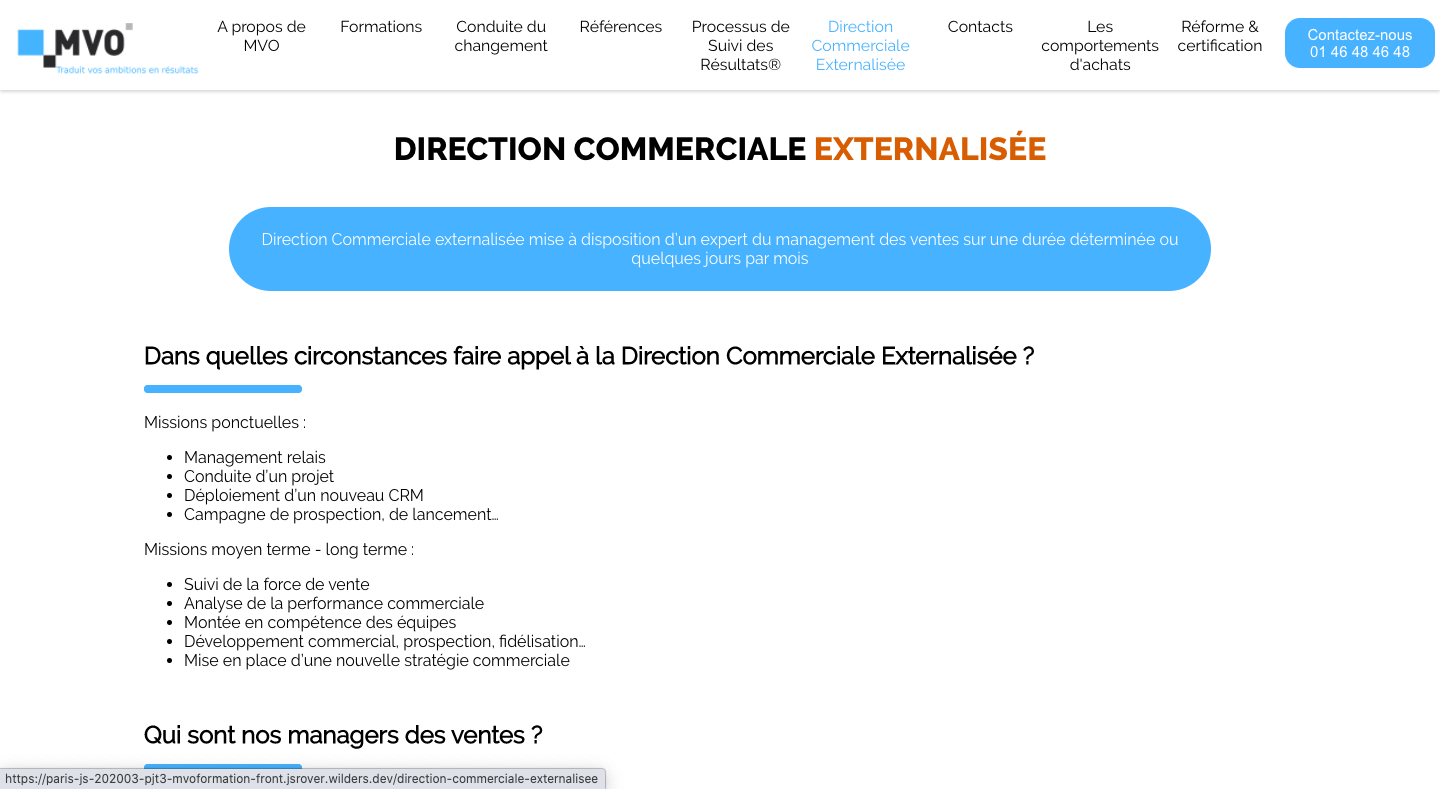 MVO
Traduit vos ambitions en résultats
A propos de
MVO
Formations
Conduite du
changement
Références
Processus de
Suivi des
Résultats®
Direction
Commerciale
Externalisée
Contacts
Les
comportements
d'achats
Réforme &
certification
Contactez-nous
01 46 48 46 48
DIRECTION COMMERCIALE EXTERNALISÉE
Direction Commerciale externalisée mise à disposition d'un expert du management des ventes sur une durée déterminée ou
quelques jours par mois
Dans quelles circonstances faire appel à la Direction Commerciale Externalisée ?
Missions ponctuelles :
• Management relais
• Conduite d'un projet
• Déploiement d'un nouveau CRM
• Campagne de prospection, de lancement…
Missions moyen terme - long terme :
• Suivi de la force de vente
• Analyse de la performance commerciale
• Montée en compétence des équipes
• Développement commercial, prospection, fidélisation…
• Mise en place d'une nouvelle stratégie commerciale
Qui sont nos managers des ventes ?
https://paris-js-202003-pjt3-mvoformation-front.jsrover.wilders.dev/direction-commerciale-externalisee